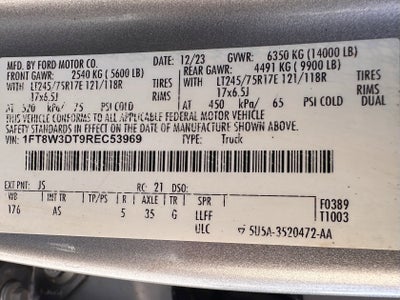 MFD. BY FORD MOTOR CO. 12/23 GVWR: 6350 KG (14000 LB)
FRONT GAWR: 2540 KG (5600 LB) REAR GAWR: 4491 KG (9900 LB)
LT245/75R17E 121/118R TIRES LT245/75R17E 121/118R TIRES
17x6.5J RIMS 17x6.5J RIMS
AT 520 kPa/ 75 PSI COLD AT 450 kPa/ 65 PSI COLD DUAL
THIS VEHICLE CONFORMS TO ALL APPLICABLE FEDERAL MOTOR VEHICLE
SAFETY STANDARDS IN EFFECT ON THE DATE OF MANUFACTURE SHOWN ABOVE.
VIN: 1FT8W3DT9REC53969 TYPE: Truck
EXT PNT: JS RC: 21 DSO:
WB INT TR TP/PS R AXLE TR SPR F0389
176 AS 5 35 G LLFF T1003
ULC 5U5A-3520472-AA